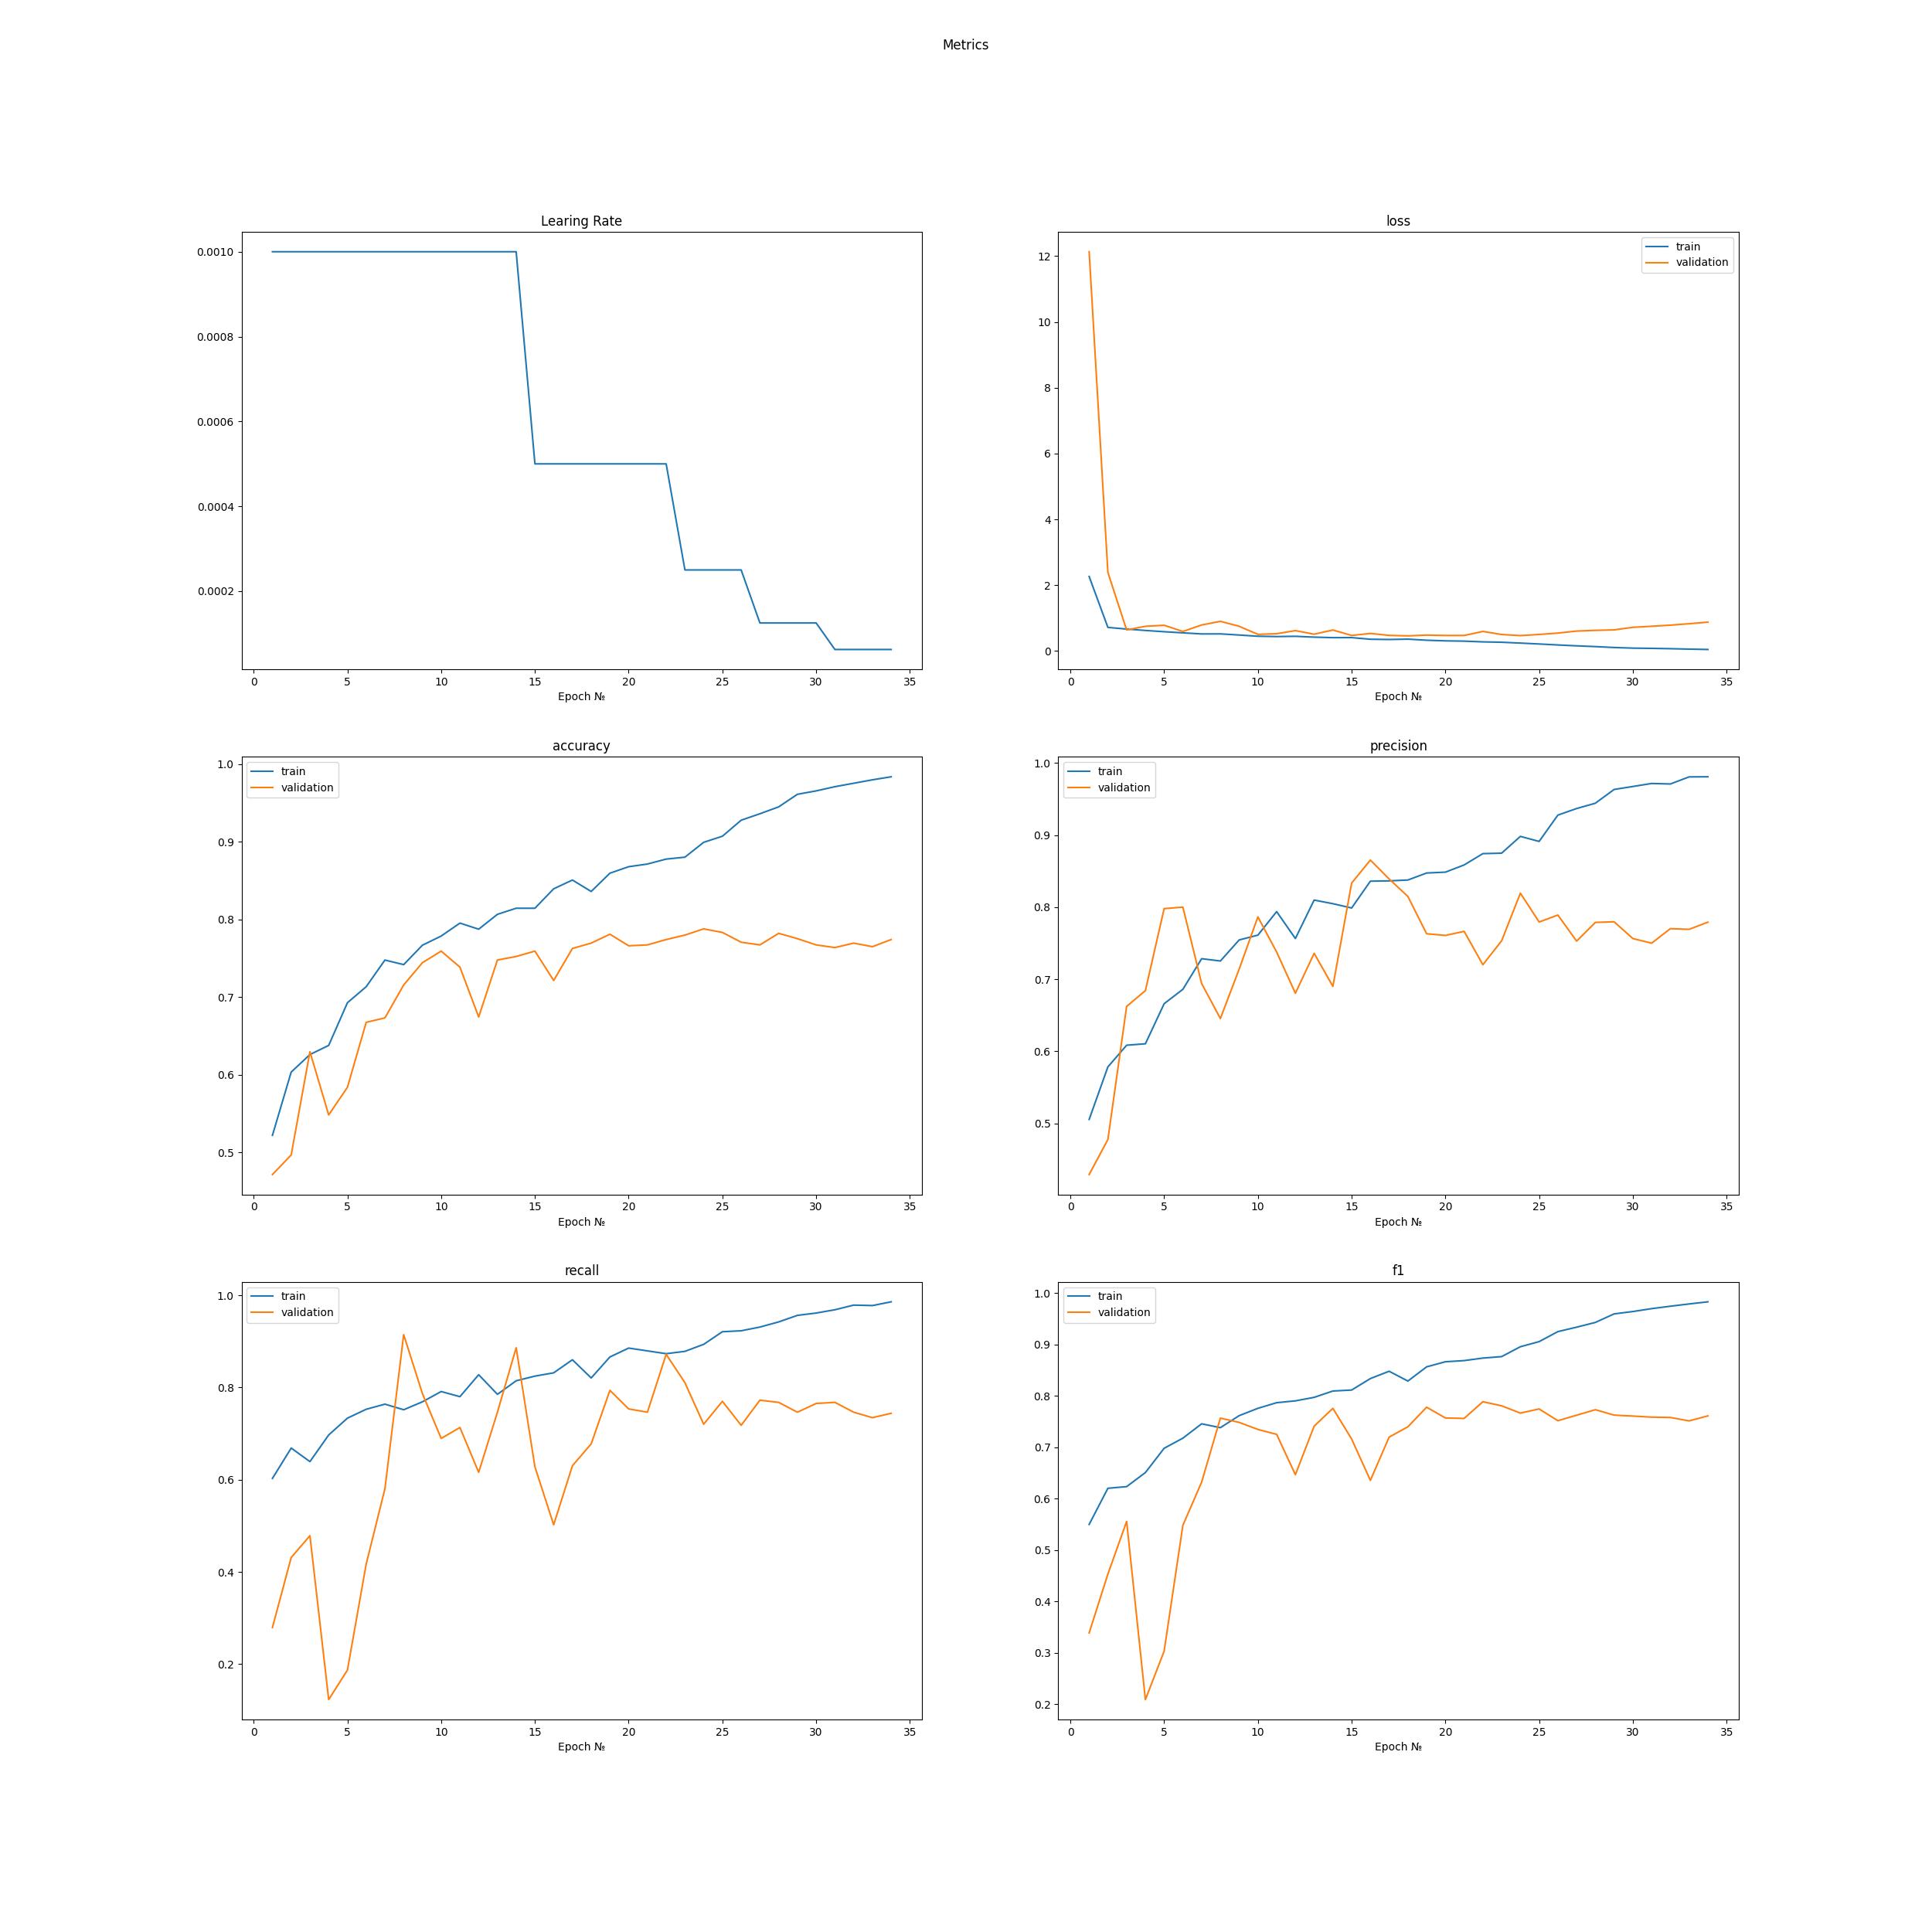 Metrics
Learing Rate
0.0010
0.0008
0.0006
0.0004
0.0002
0 5 10 15 20 25 30 35
Epoch №
loss
train
validation
12
10
8
6
4
2
0
0 5 10 15 20 25 30 35
Epoch №
accuracy
train
validation
1.0
0.9
0.8
0.7
0.6
0.5
0 5 10 15 20 25 30 35
Epoch №
precision
train
validation
1.0
0.9
0.8
0.7
0.6
0.5
0 5 10 15 20 25 30 35
Epoch №
recall
train
validation
1.0
0.8
0.6
0.4
0.2
0 5 10 15 20 25 30 35
Epoch №
f1
train
validation
1.0
0.9
0.8
0.7
0.6
0.5
0.4
0.3
0.2
0 5 10 15 20 25 30 35
Epoch №